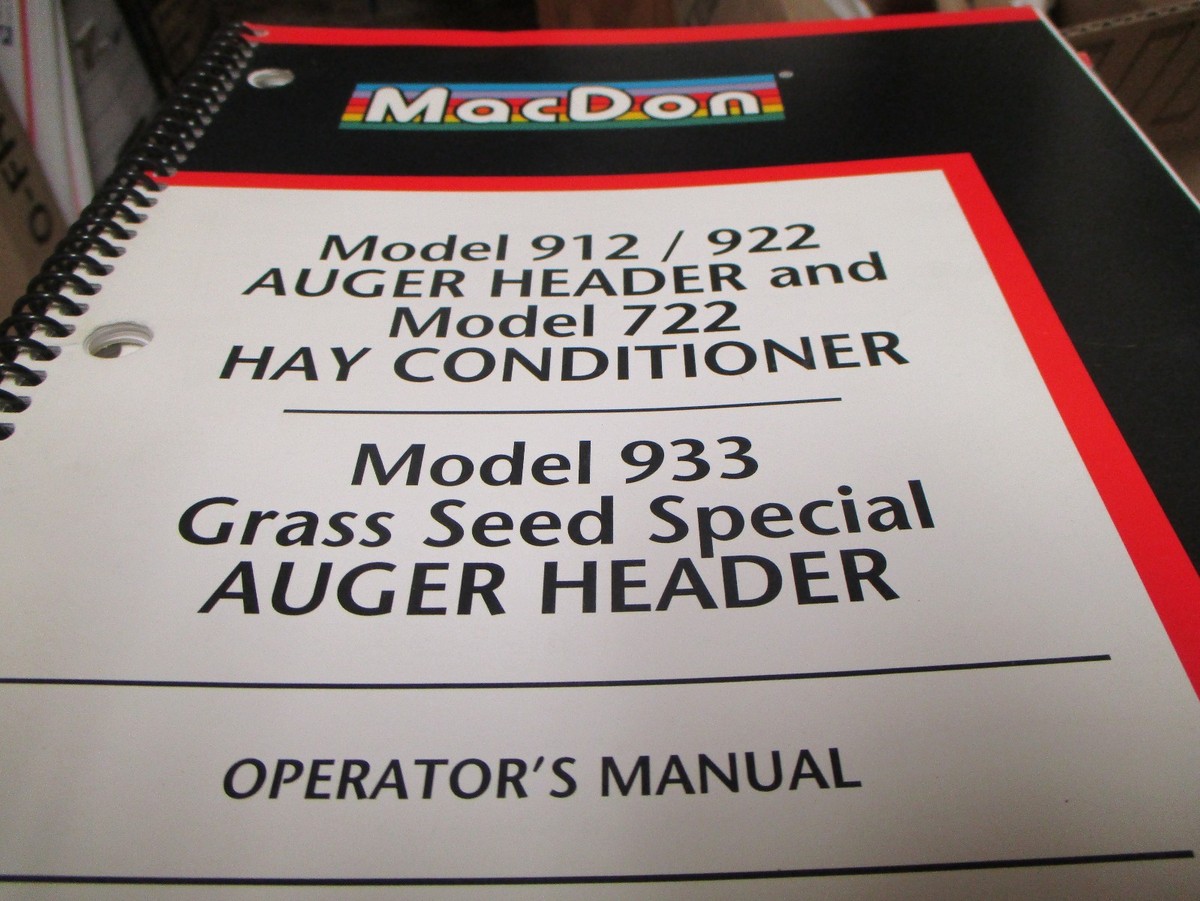 MacDon
Model 912 / 922
AUGER HEADER and
Model 722
HAY CONDITIONER
Model 933
Grass Seed Special
AUGER HEADER
OPERATOR'S MANUAL